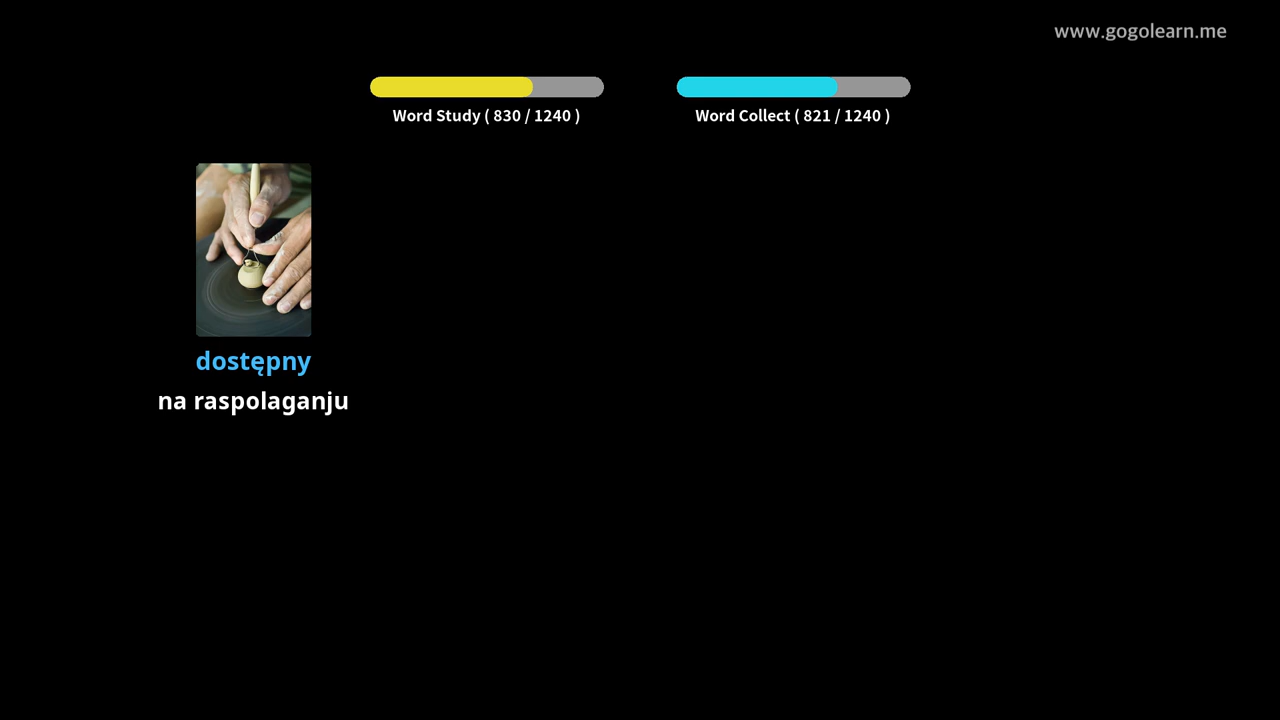 www.gogolearn.me
Word Study ( 830 / 1240 )
Word Collect ( 821 / 1240 )
dostępny
na raspolaganju